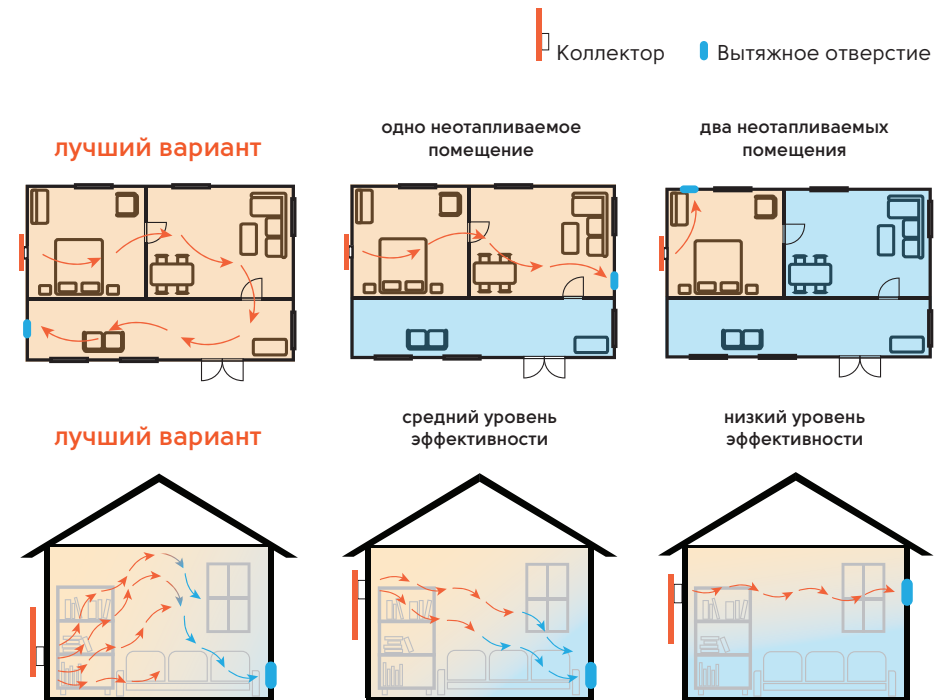 Коллектор
Вытяжное отверстие
лучший вариант
одно неотапливаемое
помещение
два неотапливаемых
помещения
лучший вариант
средний уровень
эффективности
низкий уровень
эффективности